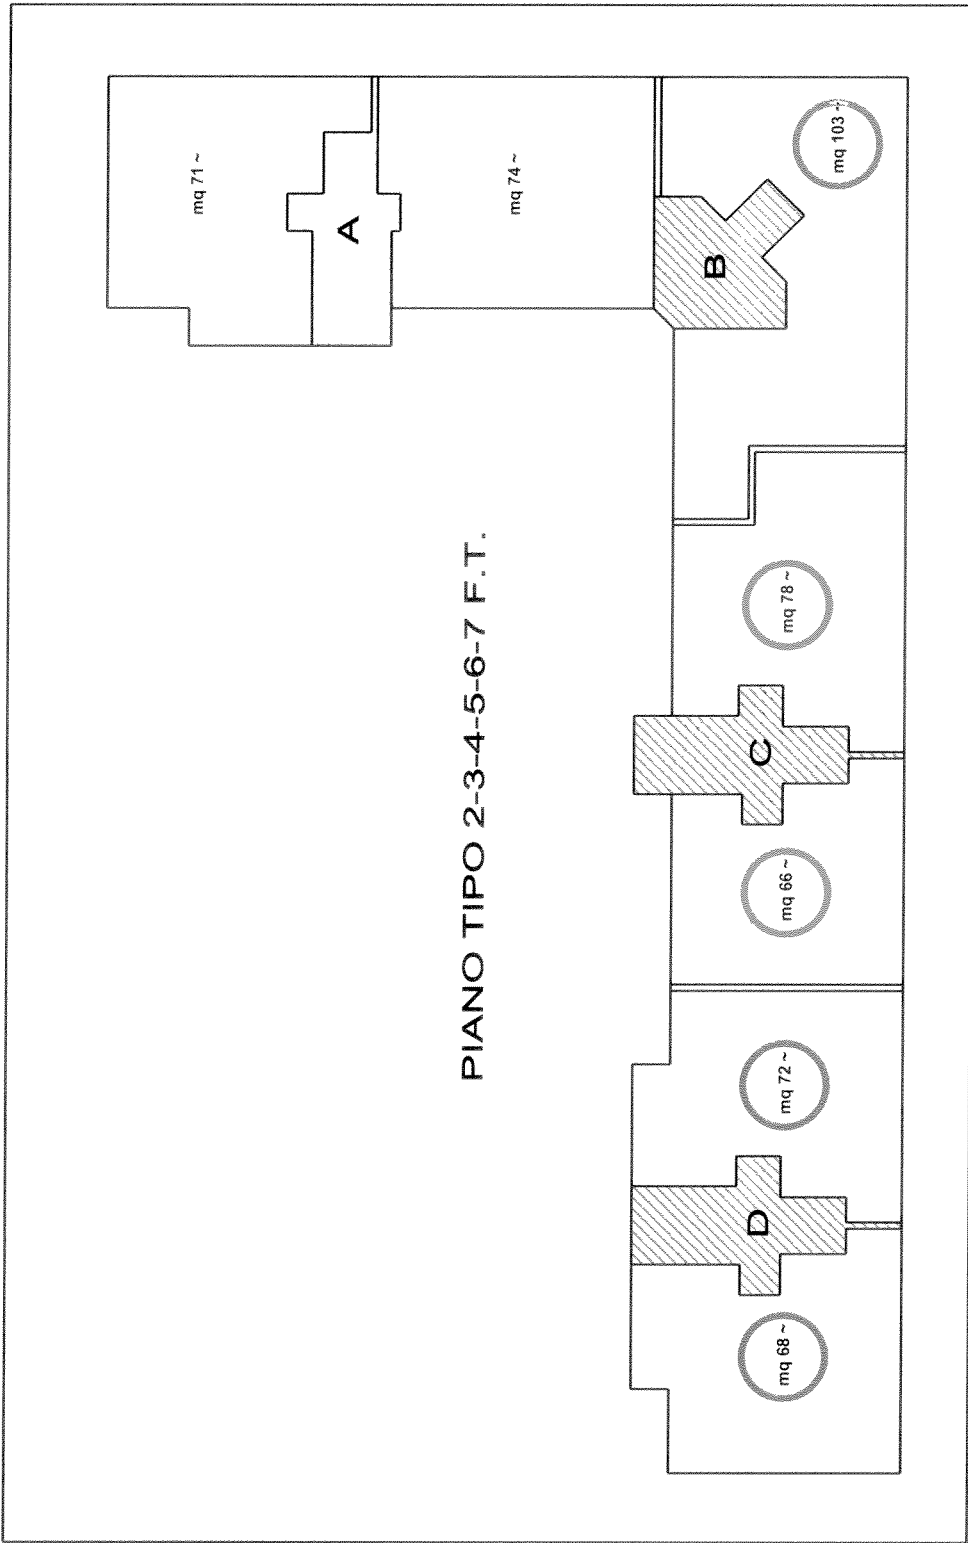 mq 71 ~
A
PIANO TIPO 2-3-4-5-6-7 F.T.
mq 74 ~
B
D
C
mq 68 ~
mq 72 ~
mq 66 ~
mq 78 ~
mq 103 ~